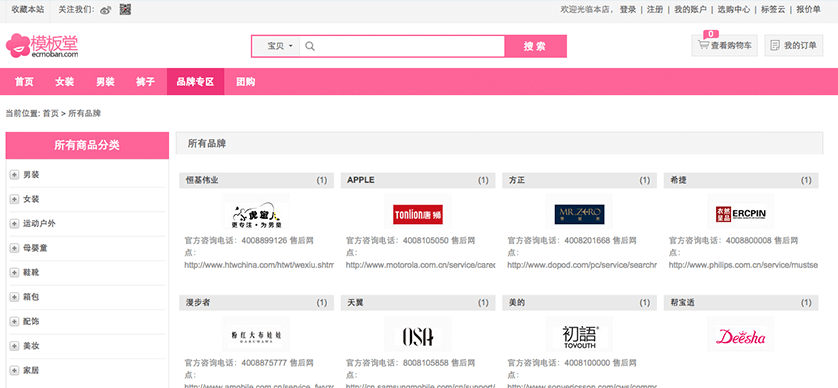 收藏本站 关注我们:
欢迎光临本店, 登录 | 注册 | 我的账户 | 选购中心 | 标签云 | 报价单
模板堂
ecmoban.com
宝贝
搜 索
0
查看购物车
我的订单
首页 女装 男装 裤子 品牌专区 团购
当前位置: 首页 > 所有品牌
所有商品分类
男装
女装
运动户外
母婴童
鞋靴
箱包
配饰
美妆
家居
所有品牌
恒基伟业 (1)
更专注·为男童
官方咨询电话：4008899126 售后网
点：
http://www.htwchina.com/htwt/wexiu.shtm
APPLE (1)
Tonlion唐狮
官方咨询电话：4008105050 售后网
点：
http://www.motorola.com.cn/service/care
方正 (1)
MR.ZERO
官方咨询电话：4008201668 售后网
点：
http://www.dopod.com/pc/service/searchr
希捷 (1)
ERCPIN
官方咨询电话：4008800008 售后网
点：
http://www.philips.com.cn/service/mustse
漫步者 (1)
粉红大布娃娃
官方咨询电话：4008875777 售后网
点：
天翼 (1)
OSA
官方咨询电话：8008105858 售后网
点：
http://cn.samsungmobile.com/cn/support/
美的 (1)
初語
TOYOUTH
官方咨询电话：4008100000 售后网
点：
帮宝适 (1)
Deesha